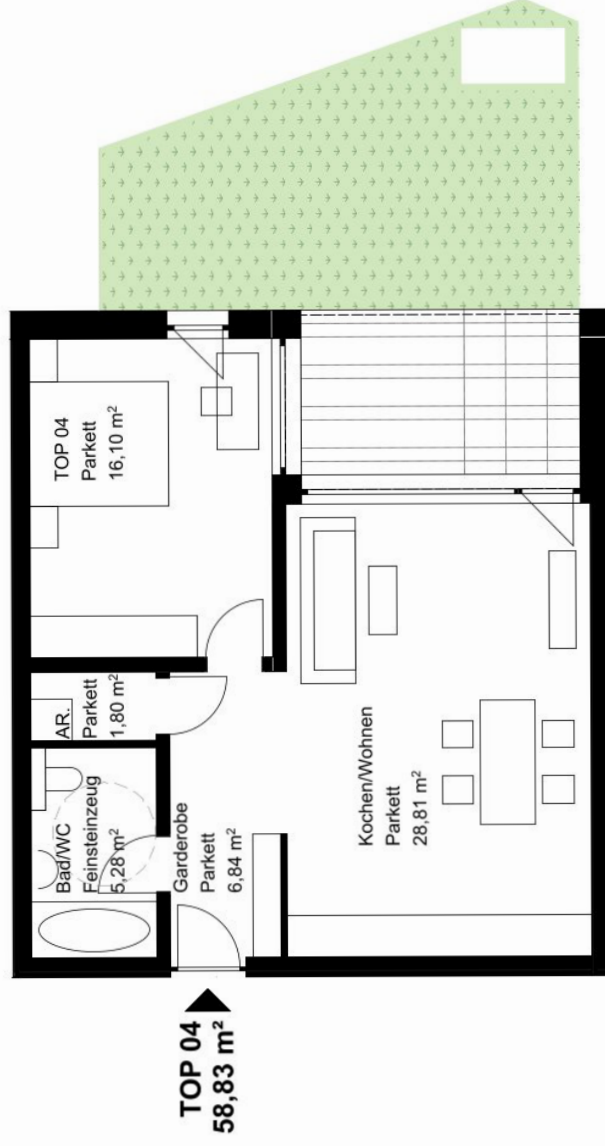 TOP 04
58,83 m²
Bad/WC
Feinsteinzeug
5,28 m²
AR.
Parkett
1,80 m²
TOP 04
Parkett
16,10 m²
Garderobe
Parkett
6,84 m²
Kochen/Wohnen
Parkett
28,81 m²